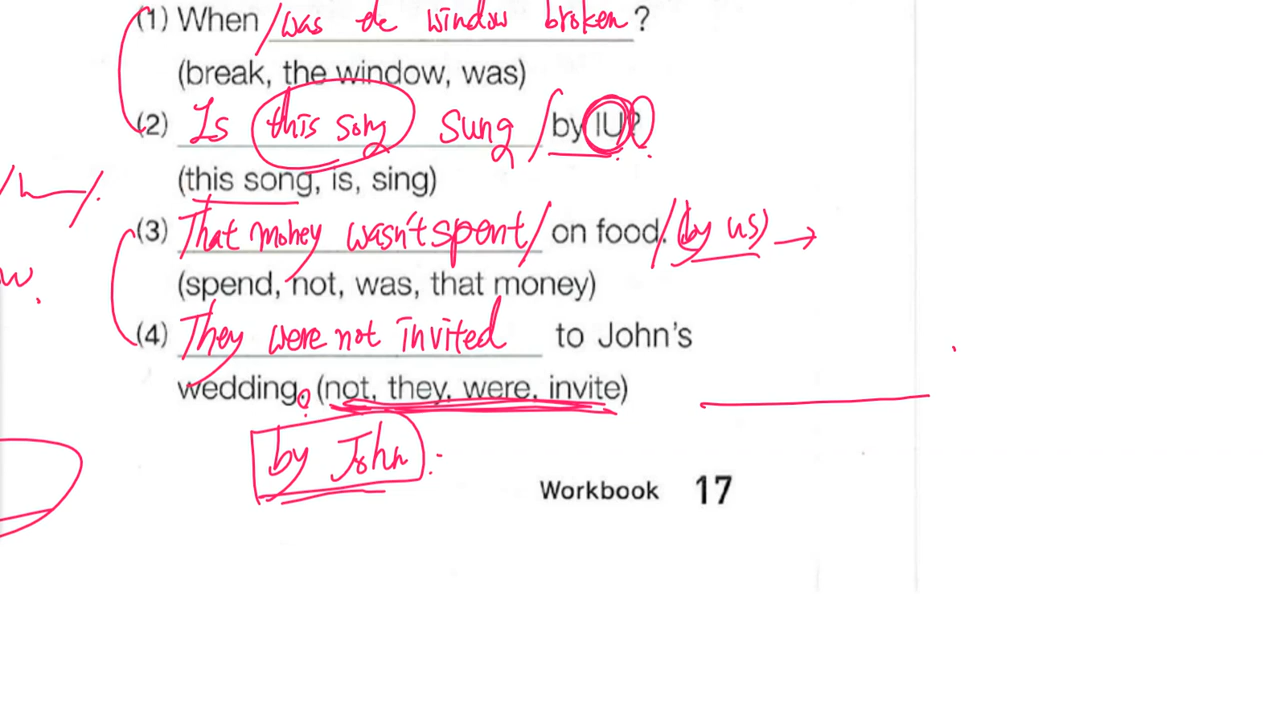 (1) When / was the window broken ?
(break, the window, was)
(2) Is this song sung / by IU?
(this song, is, sing)
(3) That money wasn't spent / on food. / (by us) →
(spend, not, was, that money)
w.
(4) They were not invited to John's
wedding. (not, they, were, invite)
by John.
Workbook 17